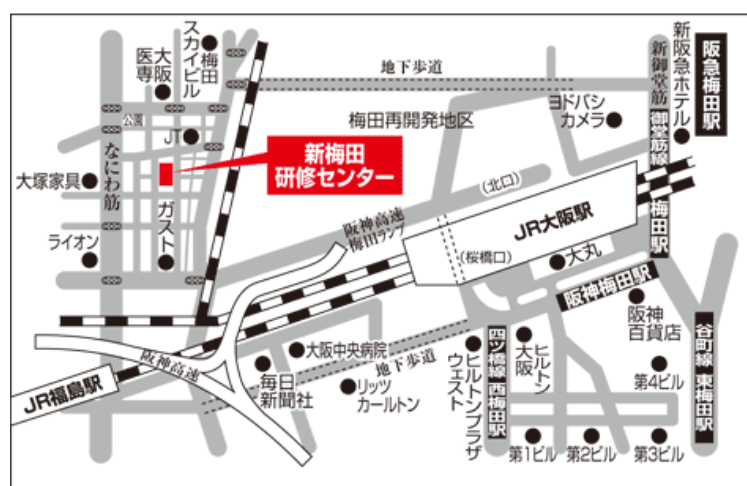 梅田
スカイビル
大阪
医専
公園
JT
新梅田
研修センター
大塚家具
なにわ筋
ガスト
ライオン
地下歩道
梅田再開発地区
ヨドバシ
カメラ
新御堂筋
新阪急ホテル
阪急梅田駅
御堂筋線 梅田駅
(北口)
阪神高速
梅田ランプ
JR大阪駅
(桜橋口)
大丸
阪神梅田駅
阪神
百貨店
谷町線 東梅田駅
四ツ橋線 西梅田駅
ヒルトン
大阪
ヒルトンプラザ
ウェスト
第4ビル
第1ビル
第2ビル
第3ビル
大阪中央病院
地下歩道
リッツ
カールトン
毎日
新聞社
阪神高速
JR福島駅